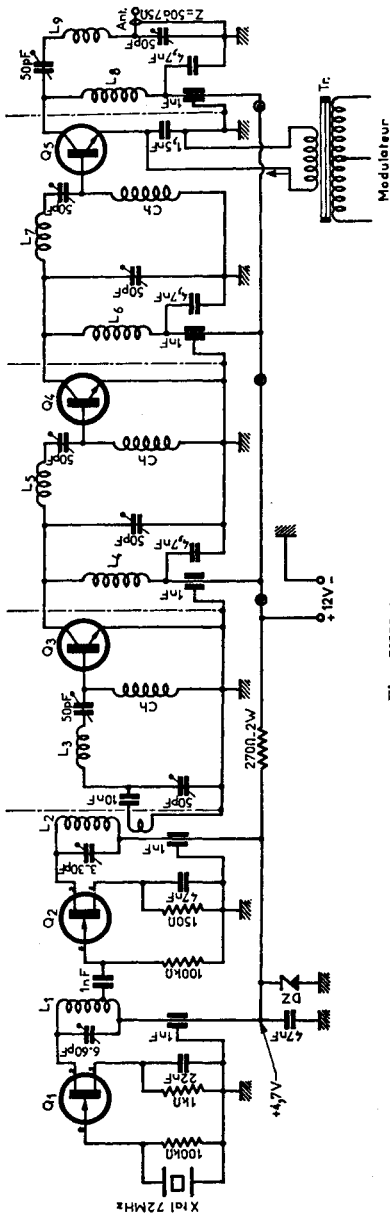 Xtal 72MHz
Q1
100kΩ
1kΩ
22nF
6-60pF
L1
1nF
47nF
+4,7V
DZ
1nF
Q2
100kΩ
150Ω
47nF
3-30pF
L2
1nF
270Ω-2W
10nF
50pF
L3
50pF
Ch
Q3
L4
1nF
4,7nF
50pF
L5
50pF
Ch
+ 12V -
Q4
L6
1nF
4,7nF
50pF
L7
50pF
Ch
Q5
1,5nF
L8
1nF
4,7nF
50pF
L9
50pF
Ant.
Z=50à75Ω
Tr.
Modulateur